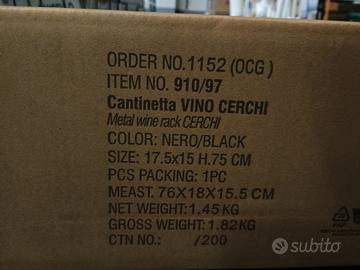 ORDER NO.1152 (OCG )
ITEM NO. 910/97
Cantinetta VINO CERCHI
Metal wine rack CERCHI
COLOR: NERO/BLACK
SIZE: 17.5x15 H.75 CM
PCS PACKING: 1PC
MEAST. 76X18X15.5 CM
NET WEIGHT: 1.45 KG
GROSS WEIGHT: 1.82KG
CTN NO.: /200
PAP
subito